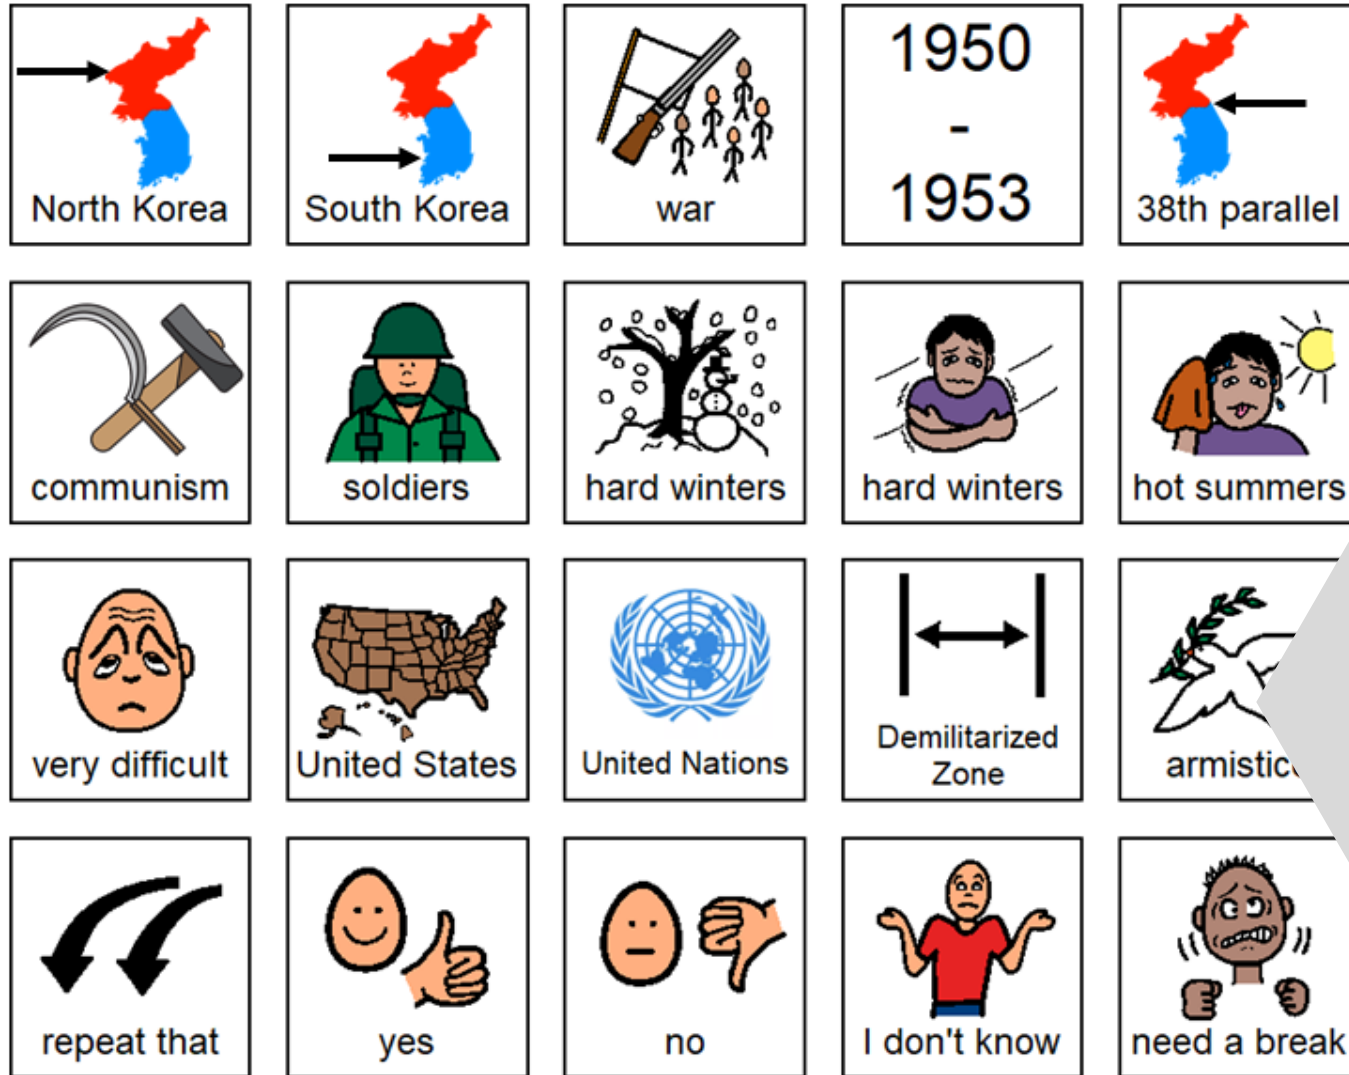 North Korea
South Korea
war
1950
-
1953
38th parallel
communism
soldiers
hard winters
hard winters
hot summers
very difficult
United States
United Nations
Demilitarized
Zone
armistice
repeat that
yes
no
I don't know
need a break